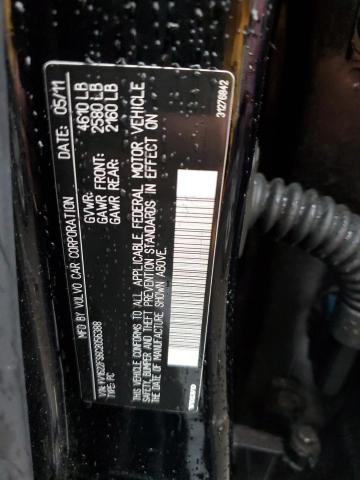 MFD BY VOLVO CAR CORPORATION 05/11
GVWR: 4610 LB
GAWR FRONT: 2580 LB
GAWR REAR: 2160 LB
TYPE: PC
THIS VEHICLE CONFORMS TO ALL APPLICABLE FEDERAL MOTOR VEHICLE
SAFETY, BUMPER AND THEFT PREVENTION STANDARDS IN EFFECT ON
THE DATE OF MANUFACTURE SHOWN ABOVE.
VOLVO 31276842